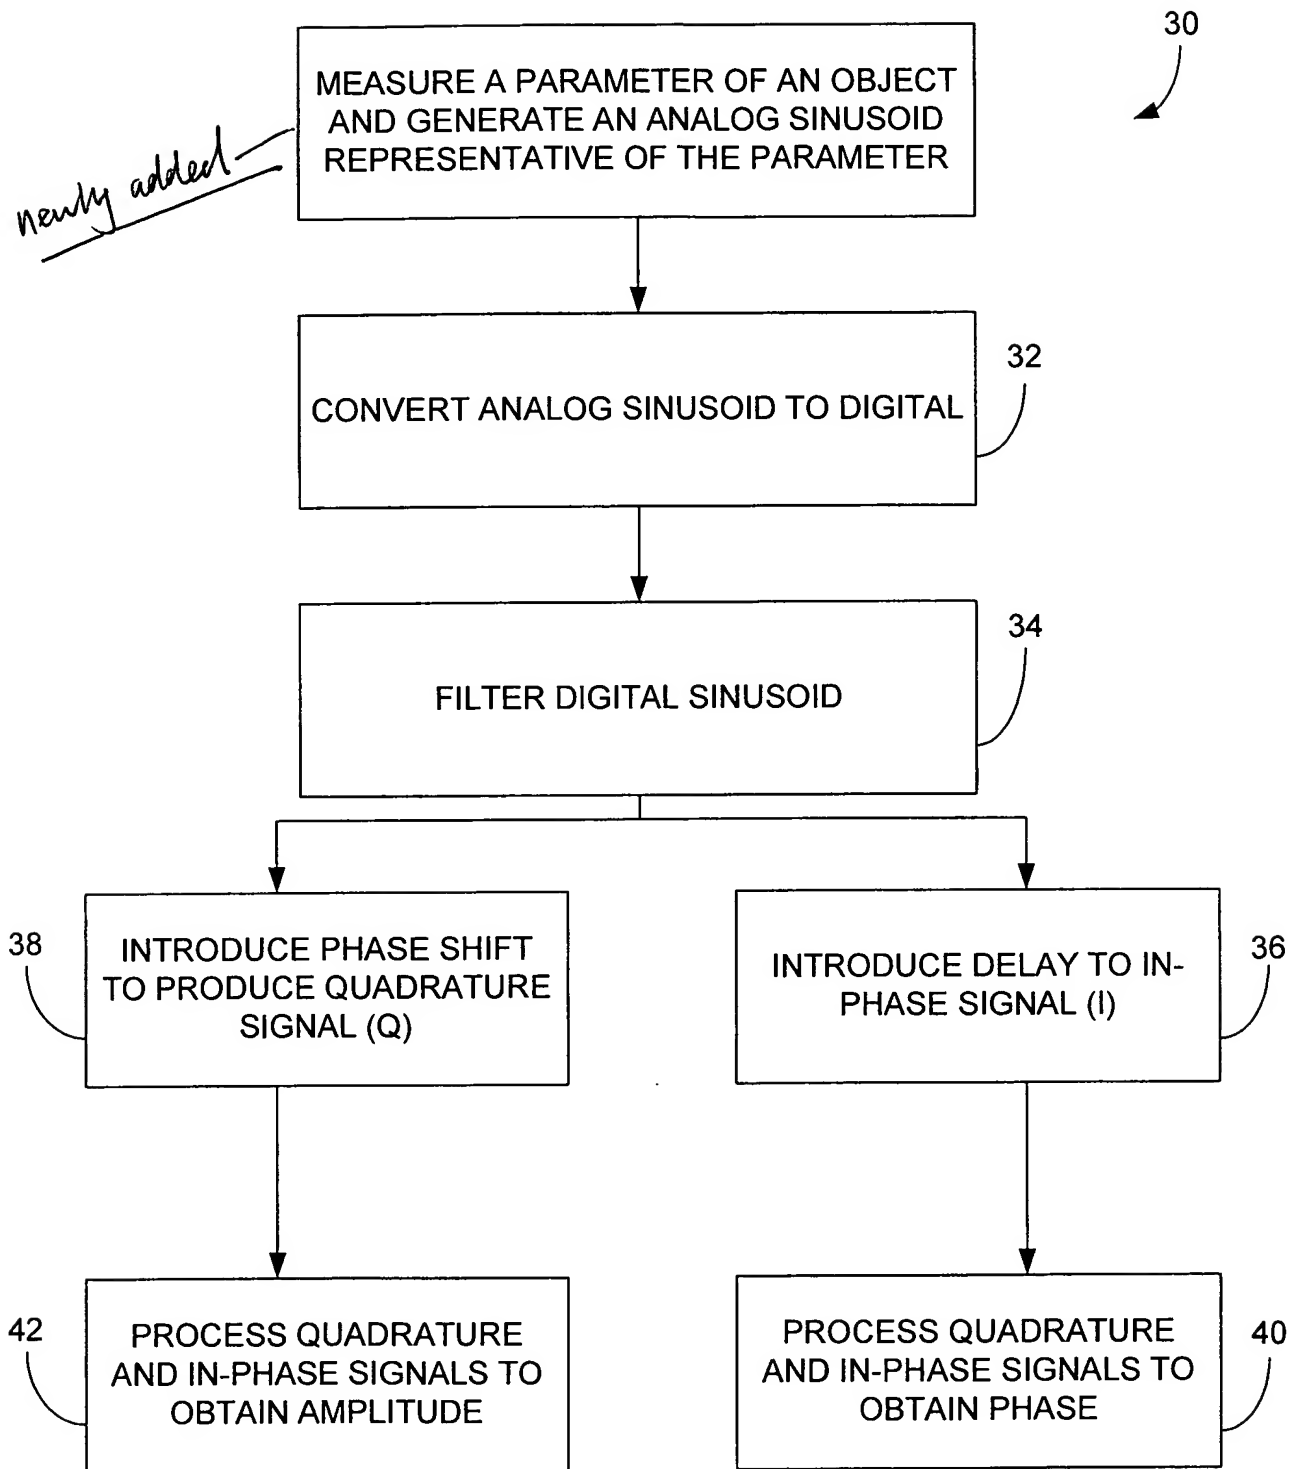 30
MEASURE A PARAMETER OF AN OBJECT
AND GENERATE AN ANALOG SINUSOID
REPRESENTATIVE OF THE PARAMETER
newly added
32
CONVERT ANALOG SINUSOID TO DIGITAL
34
FILTER DIGITAL SINUSOID
38
INTRODUCE PHASE SHIFT
TO PRODUCE QUADRATURE
SIGNAL (Q)
INTRODUCE DELAY TO IN-
PHASE SIGNAL (I)
36
42
PROCESS QUADRATURE
AND IN-PHASE SIGNALS TO
OBTAIN AMPLITUDE
PROCESS QUADRATURE
AND IN-PHASE SIGNALS TO
OBTAIN PHASE
40